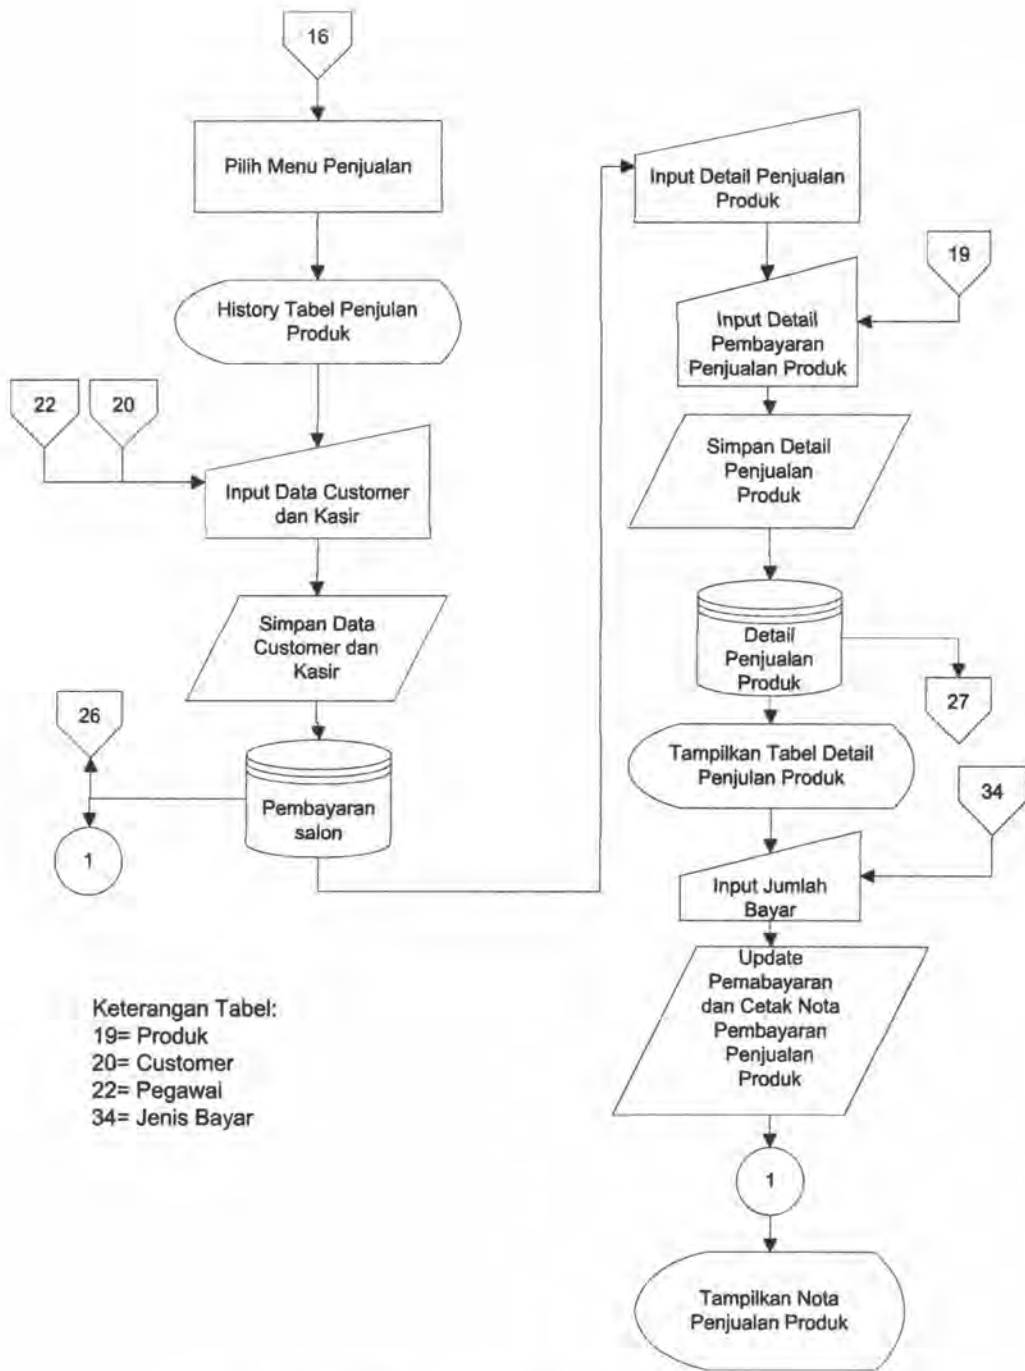 16
Pilih Menu Penjualan
History Tabel Penjulan
Produk
22
20
Input Data Customer
dan Kasir
Simpan Data
Customer dan
Kasir
26
Pembayaran
salon
1
Input Detail Penjualan
Produk
19
Input Detail
Pembayaran
Penjualan Produk
Simpan Detail
Penjualan
Produk
Detail
Penjualan
Produk
27
Tampilkan Tabel Detail
Penjulan Produk
34
Input Jumlah
Bayar
Update
Pemabayaran
dan Cetak Nota
Pembayaran
Penjualan
Produk
1
Tampilkan Nota
Penjualan Produk
Keterangan Tabel:
19= Produk
20= Customer
22= Pegawai
34= Jenis Bayar